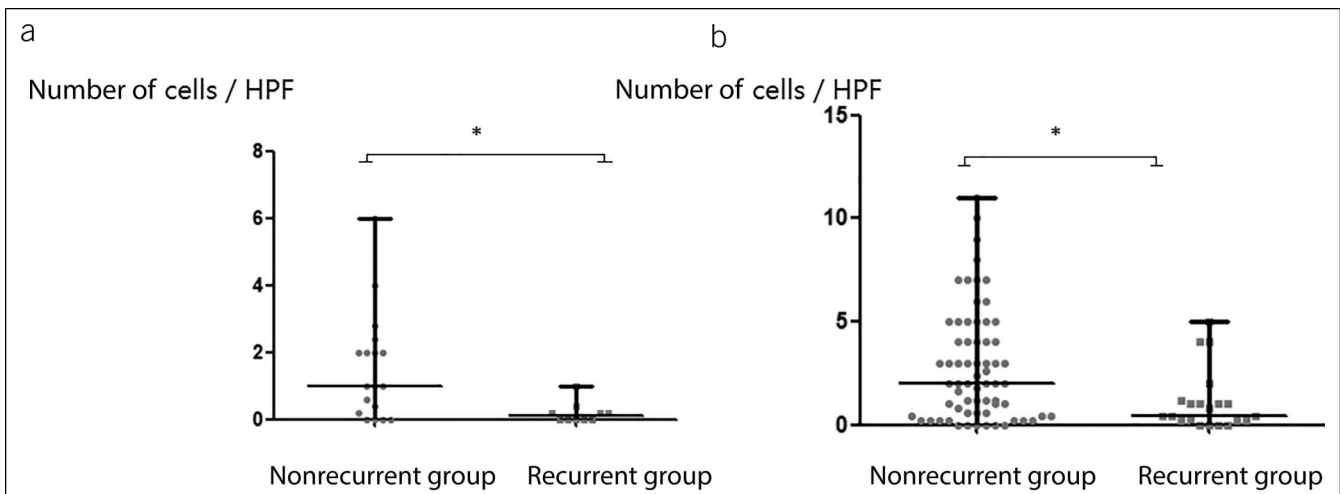 a
Number of cells / HPF
*
8
6
4
2
0
Nonrecurrent group Recurrent group
b
Number of cells / HPF
*
15
10
5
0
Nonrecurrent group Recurrent group